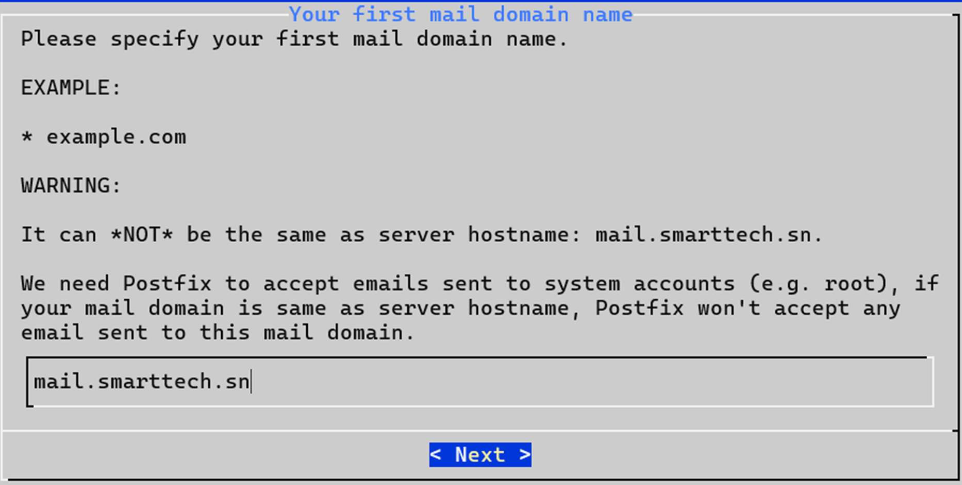 Your first mail domain name
Please specify your first mail domain name.
EXAMPLE:
* example.com
WARNING:
It can *NOT* be the same as server hostname: mail.smarttech.sn.
We need Postfix to accept emails sent to system accounts (e.g. root), if
your mail domain is same as server hostname, Postfix won't accept any
email sent to this mail domain.
mail.smarttech.sn
< Next >